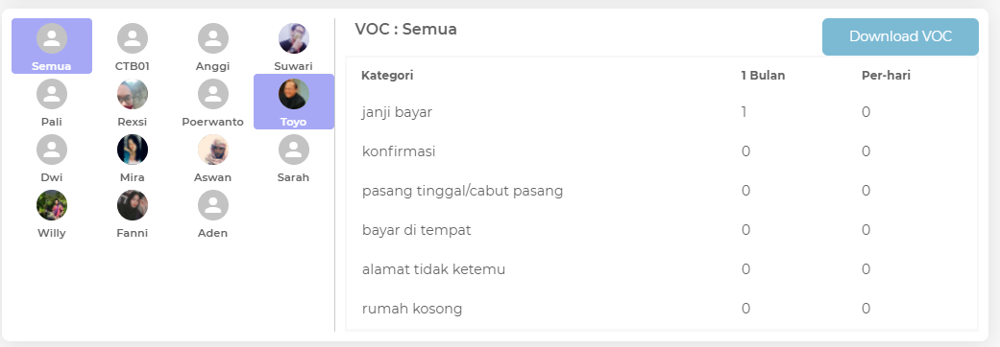 Semua CTB01 Anggi Suwari
Pali Rexsi Poerwanto Toyo
Dwi Mira Aswan Sarah
Willy Fanni Aden
VOC : Semua
Download VOC
Kategori 1 Bulan Per-hari
janji bayar 1 0
konfirmasi 0 0
pasang tinggal/cabut pasang 0 0
bayar di tempat 0 0
alamat tidak ketemu 0 0
rumah kosong 0 0